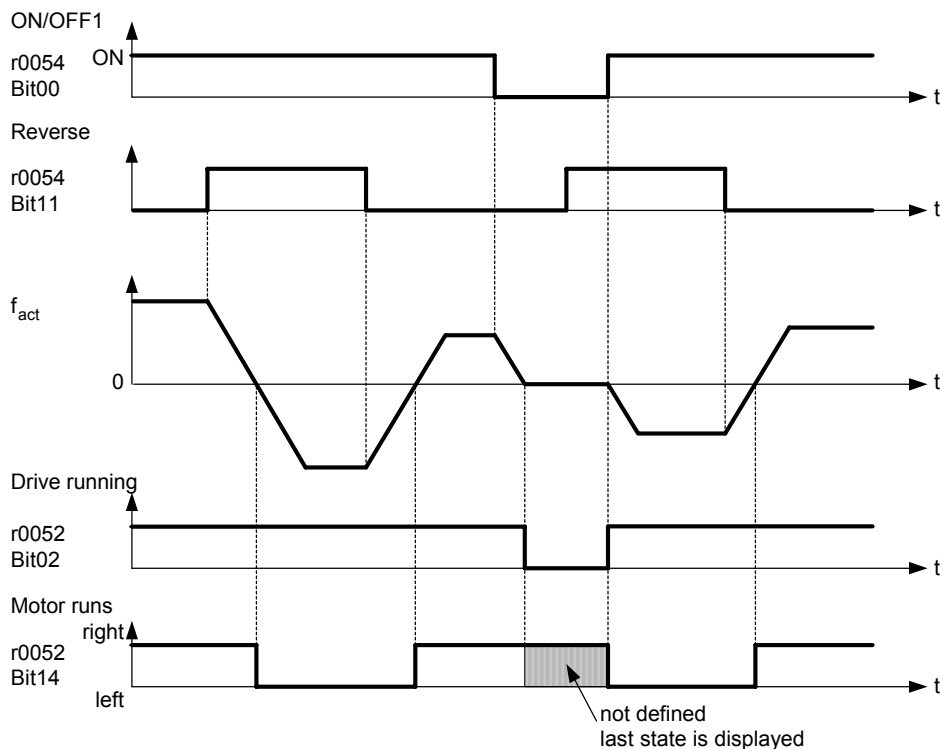 ON/OFF1
ON
r0054
Bit00
t
Reverse
r0054
Bit11
t
fact
0
t
Drive running
r0052
Bit02
t
Motor runs
right
r0052
Bit14
left
t
not defined
last state is displayed